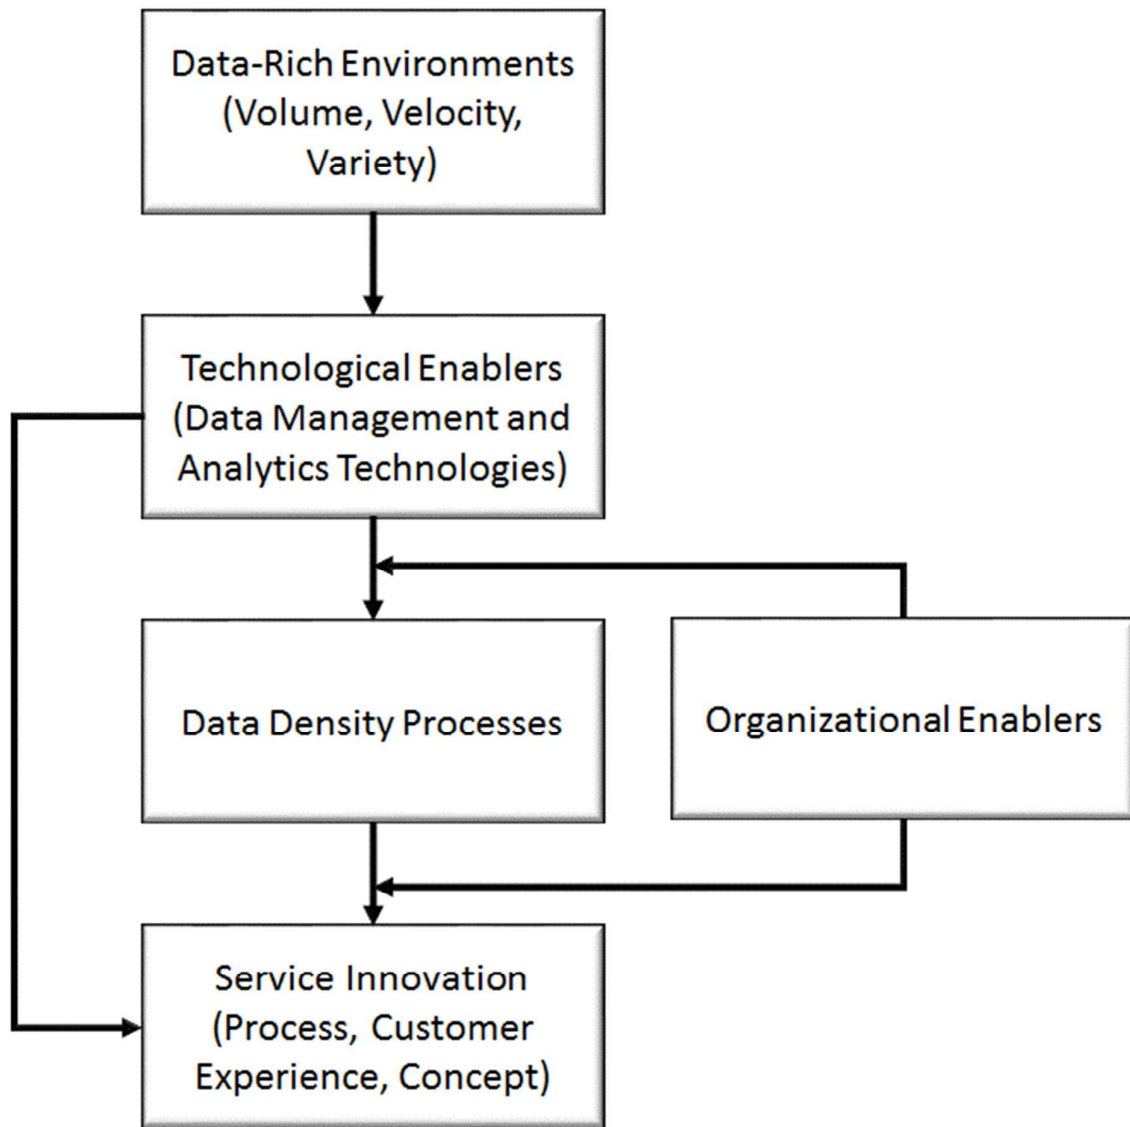 Data-Rich Environments
(Volume, Velocity,
Variety)
Technological Enablers
(Data Management and
Analytics Technologies)
Data Density Processes
Organizational Enablers
Service Innovation
(Process, Customer
Experience, Concept)